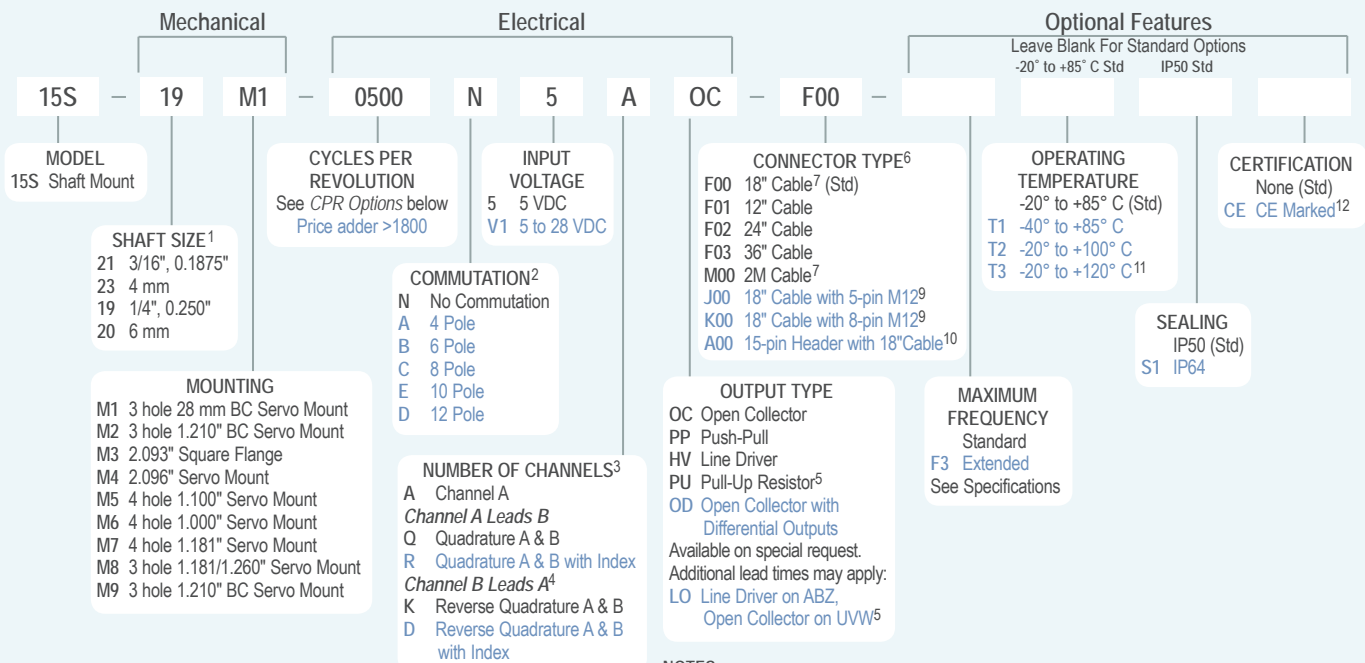 Mechanical
Electrical
Optional Features
Leave Blank For Standard Options
-20˚ to +85˚ C Std IP50 Std
15S – 19 M1 – 0500 N 5 A OC – F00 –
MODEL
15S Shaft Mount
SHAFT SIZE¹
21 3/16", 0.1875"
23 4 mm
19 1/4", 0.250"
20 6 mm
MOUNTING
M1 3 hole 28 mm BC Servo Mount
M2 3 hole 1.210" BC Servo Mount
M3 2.093" Square Flange
M4 2.096" Servo Mount
M5 4 hole 1.100" Servo Mount
M6 4 hole 1.000" Servo Mount
M7 4 hole 1.181" Servo Mount
M8 3 hole 1.181/1.260" Servo Mount
M9 3 hole 1.210" BC Servo Mount
CYCLES PER
REVOLUTION
See CPR Options below
Price adder >1800
COMMUTATION²
N No Commutation
A 4 Pole
B 6 Pole
C 8 Pole
E 10 Pole
D 12 Pole
INPUT
VOLTAGE
5 5 VDC
V1 5 to 28 VDC
NUMBER OF CHANNELS³
A Channel A
Channel A Leads B
Q Quadrature A & B
R Quadrature A & B with Index
Channel B Leads A⁴
K Reverse Quadrature A & B
D Reverse Quadrature A & B
with Index
OUTPUT TYPE
OC Open Collector
PP Push-Pull
HV Line Driver
PU Pull-Up Resistor⁵
OD Open Collector with
Differential Outputs
Available on special request.
Additional lead times may apply:
LO Line Driver on ABZ,
Open Collector on UVW⁵
CONNECTOR TYPE⁶
F00 18" Cable⁷ (Std)
F01 12" Cable
F02 24" Cable
F03 36" Cable
M00 2M Cable⁷
J00 18" Cable with 5-pin M12⁹
K00 18" Cable with 8-pin M12⁹
A00 15-pin Header with 18"Cable¹⁰
MAXIMUM
FREQUENCY
Standard
F3 Extended
See Specifications
OPERATING
TEMPERATURE
-20° to +85° C (Std)
T1 -40° to +85° C
T2 -20° to +100° C
T3 -20° to +120° C¹¹
SEALING
IP50 (Std)
S1 IP64
CERTIFICATION
None (Std)
CE CE Marked¹²